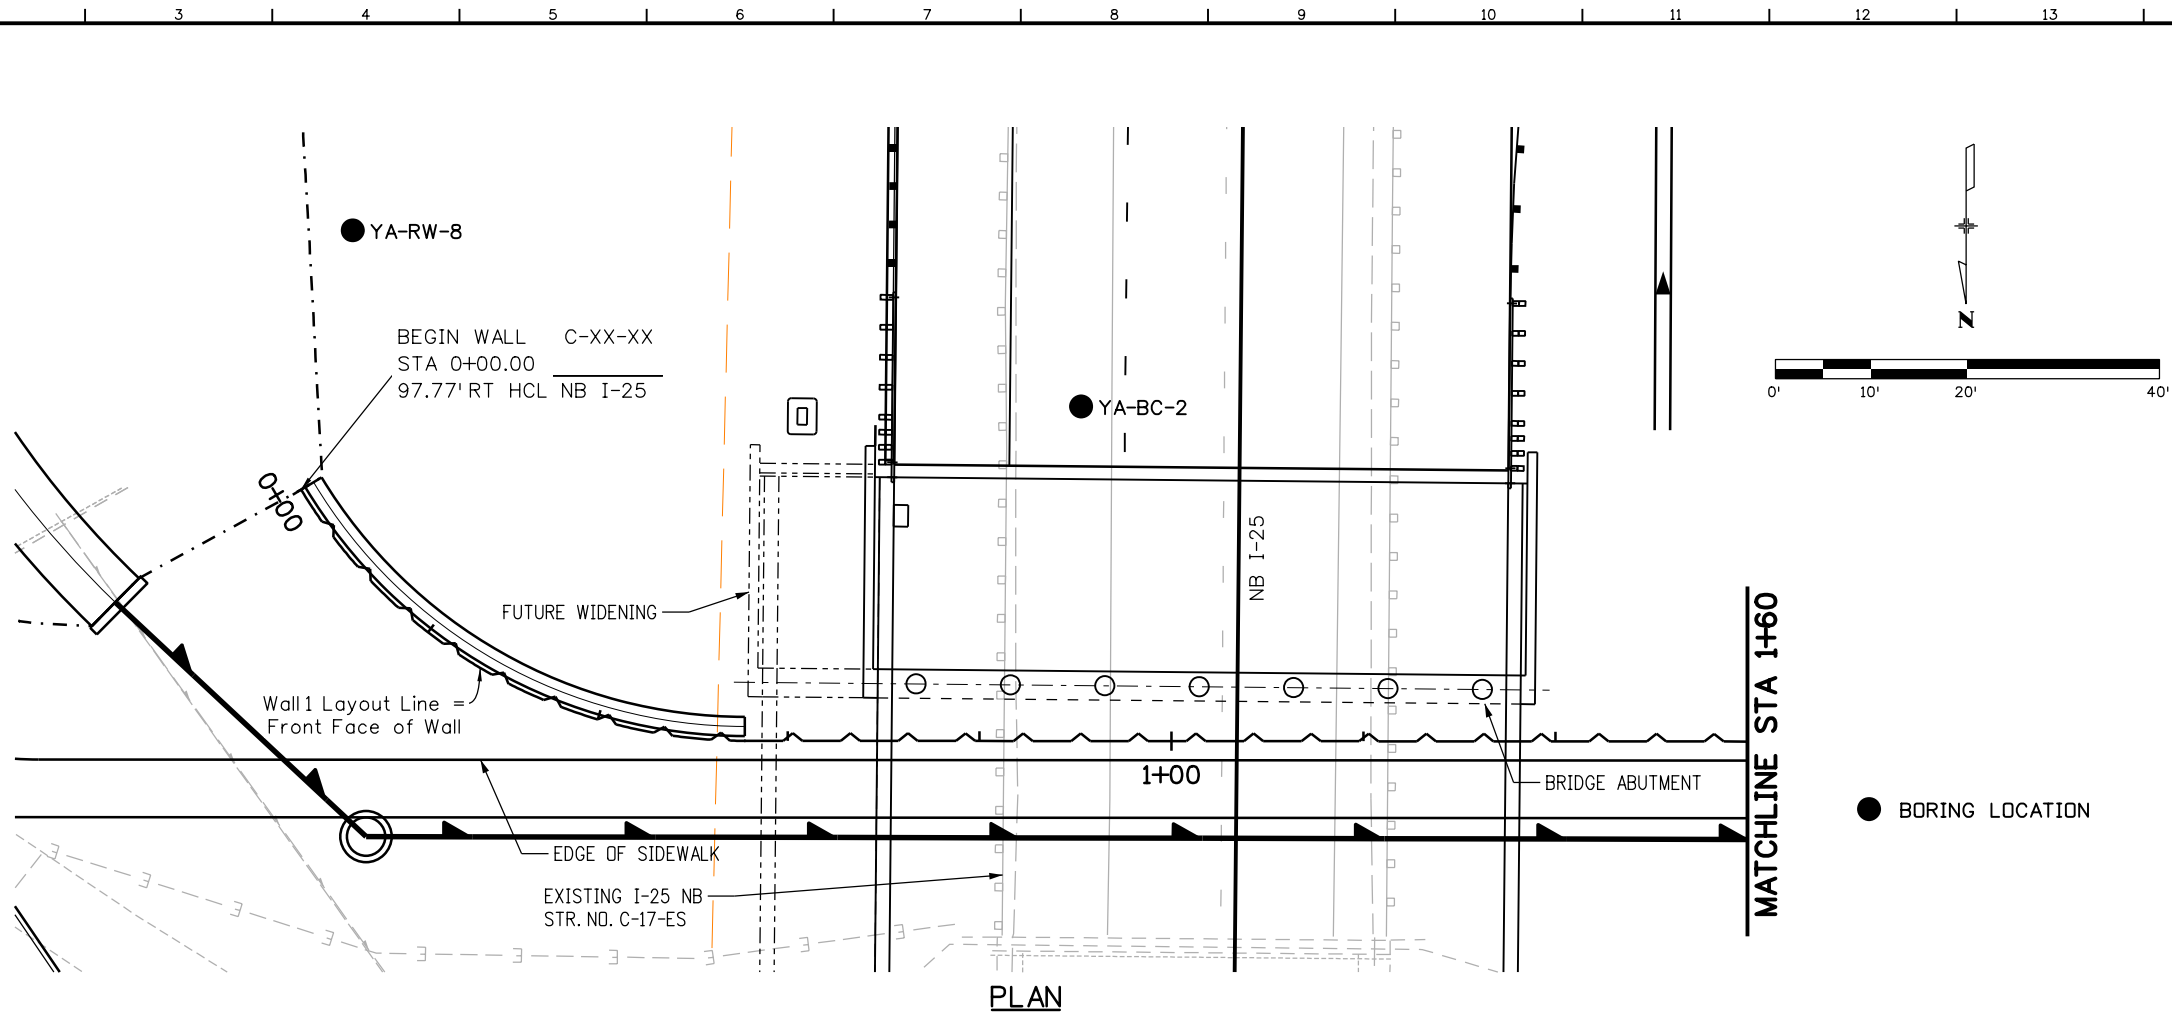 3 4 5 6 7 8 9 10 11 12 13
YA-RW-8
BEGIN WALL C-XX-XX
STA 0+00.00
97.77' RT HCL NB I-25
YA-BC-2
N
0' 10' 20' 40'
0+00
NB I-25
FUTURE WIDENING
Wall 1 Layout Line =
Front Face of Wall
1+00
BRIDGE ABUTMENT
MATCHLINE STA 1+60
BORING LOCATION
EDGE OF SIDEWALK
EXISTING I-25 NB
STR. NO. C-17-ES
PLAN